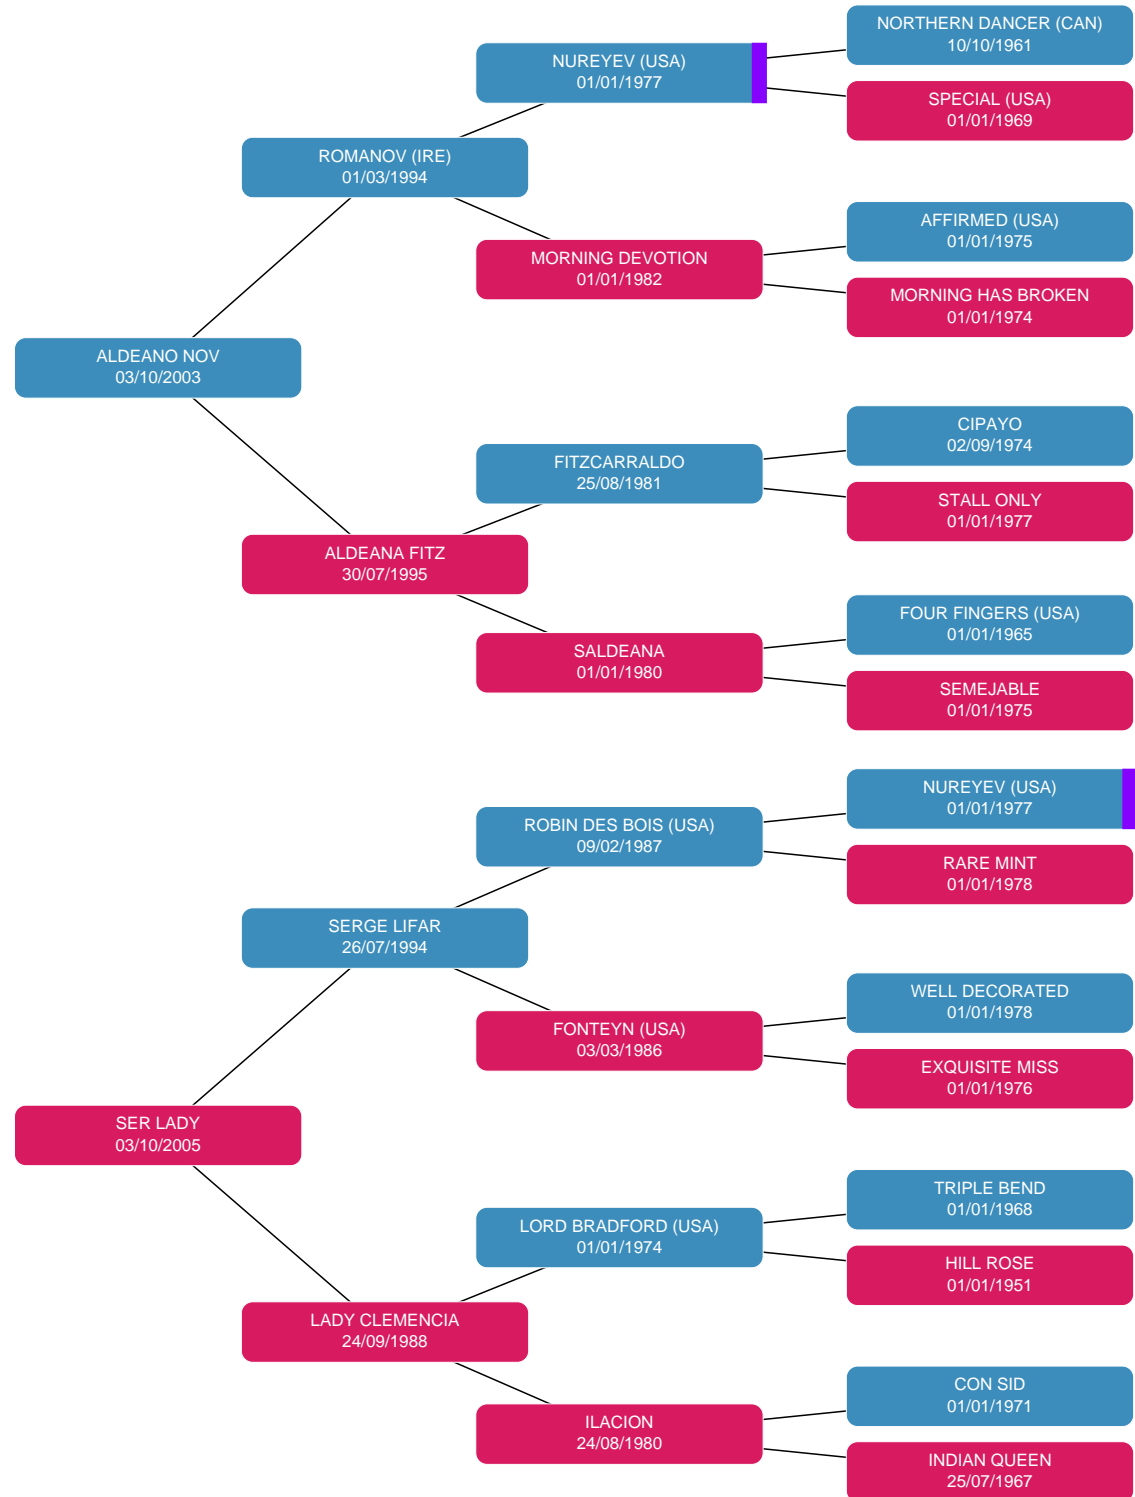 NORTHERN DANCER (CAN)
10/10/1961
NUREYEV (USA)
01/01/1977
SPECIAL (USA)
01/01/1969
ROMANOV (IRE)
01/03/1994
AFFIRMED (USA)
01/01/1975
MORNING DEVOTION
01/01/1982
MORNING HAS BROKEN
01/01/1974
ALDEANO NOV
03/10/2003
CIPAYO
02/09/1974
FITZCARRALDO
25/08/1981
STALL ONLY
01/01/1977
ALDEANA FITZ
30/07/1995
FOUR FINGERS (USA)
01/01/1965
SALDEANA
01/01/1980
SEMEJABLE
01/01/1975
NUREYEV (USA)
01/01/1977
ROBIN DES BOIS (USA)
09/02/1987
RARE MINT
01/01/1978
SERGE LIFAR
26/07/1994
WELL DECORATED
01/01/1978
FONTEYN (USA)
03/03/1986
EXQUISITE MISS
01/01/1976
SER LADY
03/10/2005
TRIPLE BEND
01/01/1968
LORD BRADFORD (USA)
01/01/1974
HILL ROSE
01/01/1951
LADY CLEMENCIA
24/09/1988
CON SID
01/01/1971
ILACION
24/08/1980
INDIAN QUEEN
25/07/1967